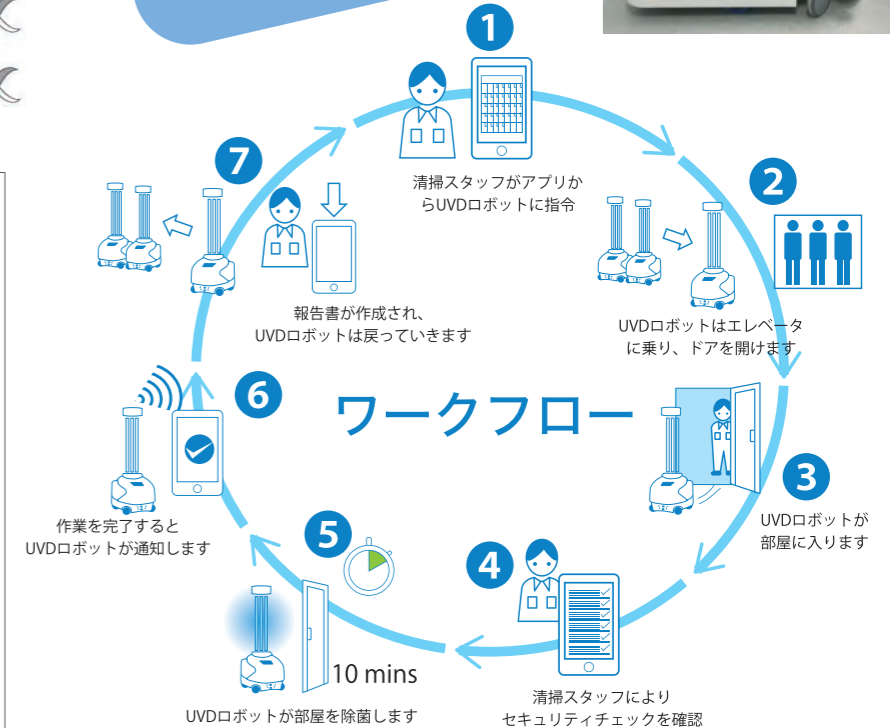 1
清掃スタッフがアプリか
らUVDロボットに指令
2
UVDロボットはエレベータ
に乗り、ドアを開けます
ワークフロー
3
UVDロボットが
部屋に入ります
4
清掃スタッフにより
セキュリティチェックを確認
5
10 mins
UVDロボットが部屋を除菌します
6
作業を完了すると
UVDロボットが通知します
7
報告書が作成され、
UVDロボットは戻っていきます